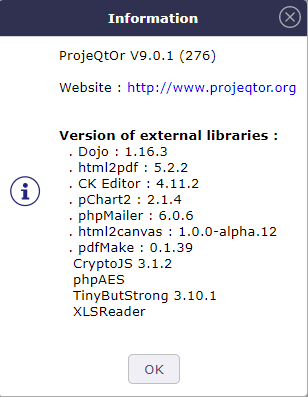 Information
ProjeQtOr V9.0.1 (276)
Website : http://www.projeqtor.org
Version of external libraries :
. Dojo : 1.16.3
. html2pdf : 5.2.2
. CK Editor : 4.11.2
. pChart2 : 2.1.4
. phpMailer : 6.0.6
. html2canvas : 1.0.0-alpha.12
. pdfMake : 0.1.39
CryptoJS 3.1.2
phpAES
TinyButStrong 3.10.1
XLSReader
OK